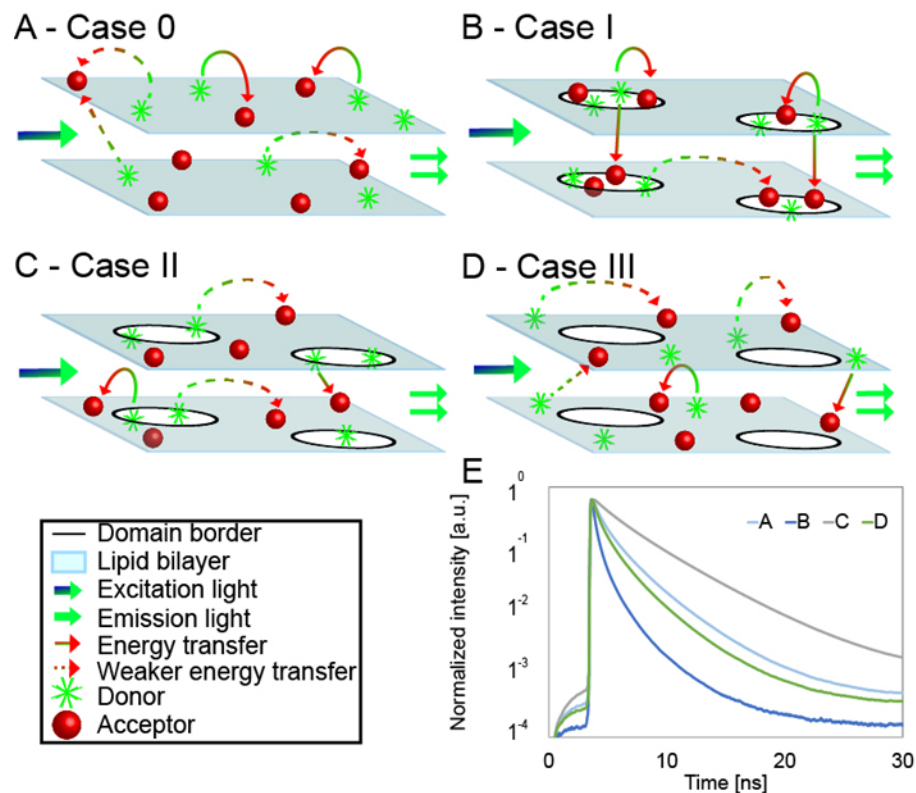 A - Case 0
B - Case I
C - Case II
D - Case III
Domain border
Lipid bilayer
Excitation light
Emission light
Energy transfer
Weaker energy transfer
Donor
Acceptor
E
Normalized intensity [a.u.]
1^0
1^-1
1^-2
1^-3
1^-4
A B C D
0 10 20 30
Time [ns]